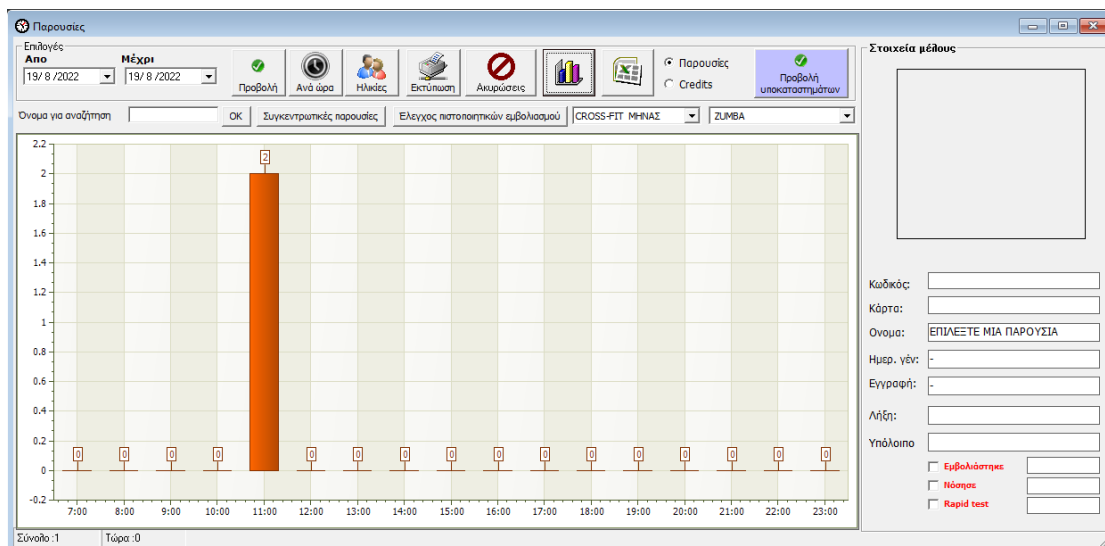 Παρουσίες
Επιλογές
Απο
Μέχρι
19/ 8 /2022
19/ 8 /2022
Προβολή
Ανά ώρα
Ηλικίες
Εκτύπωση
Ακυρώσεις
Παρουσίες
Credits
Προβολή
υποκαταστημάτων
Όνομα για αναζήτηση
OK
Συγκεντρωτικές παρουσίες
Έλεγχος πιστοποιητικών εμβολιασμού
CROSS-FIT ΜΗΝΑΣ
ZUMBA
2.2
2
1.8
1.6
1.4
1.2
1
0.8
0.6
0.4
0.2
0
-0.2
0 0 0 0 2 0 0 0 0 0 0 0 0 0 0 0 0
7:00 8:00 9:00 10:00 11:00 12:00 13:00 14:00 15:00 16:00 17:00 18:00 19:00 20:00 21:00 22:00 23:00
Σύνολο :1
Τώρα :0
Στοιχεία μέλους
Κωδικός:
Κάρτα:
Ονομα: ΕΠΙΛΕΞΤΕ ΜΙΑ ΠΑΡΟΥΣΙΑ
Ημερ. γέν: -
Εγγραφή: -
Λήξη:
Υπόλοιπο
Εμβολιάστηκε
Νόσησε
Rapid test